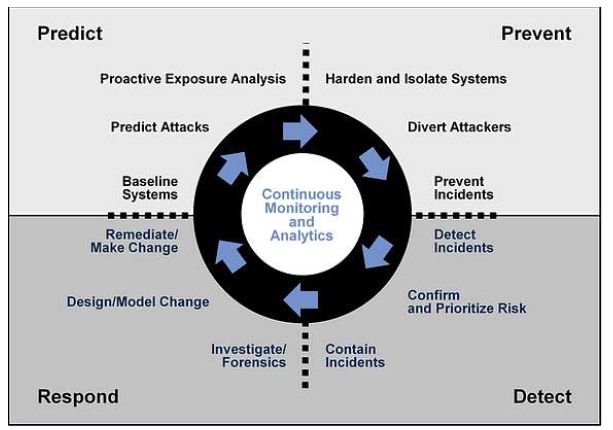 Predict
Prevent
Proactive Exposure Analysis
Harden and Isolate Systems
Predict Attacks
Divert Attackers
Baseline
Systems
Prevent
Incidents
Continuous
Monitoring
and
Analytics
Remediate/
Make Change
Detect
Incidents
Design/Model Change
Confirm
and Prioritize Risk
Investigate/
Forensics
Contain
Incidents
Respond
Detect